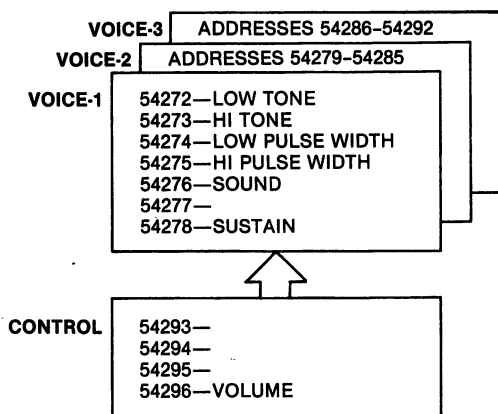 VOICE-3 ADDRESSES 54286–54292
VOICE-2 ADDRESSES 54279–54285
VOICE-1 54272—LOW TONE
54273—HI TONE
54274—LOW PULSE WIDTH
54275—HI PULSE WIDTH
54276—SOUND
54277—
54278—SUSTAIN
CONTROL 54293—
54294—
54295—
54296—VOLUME